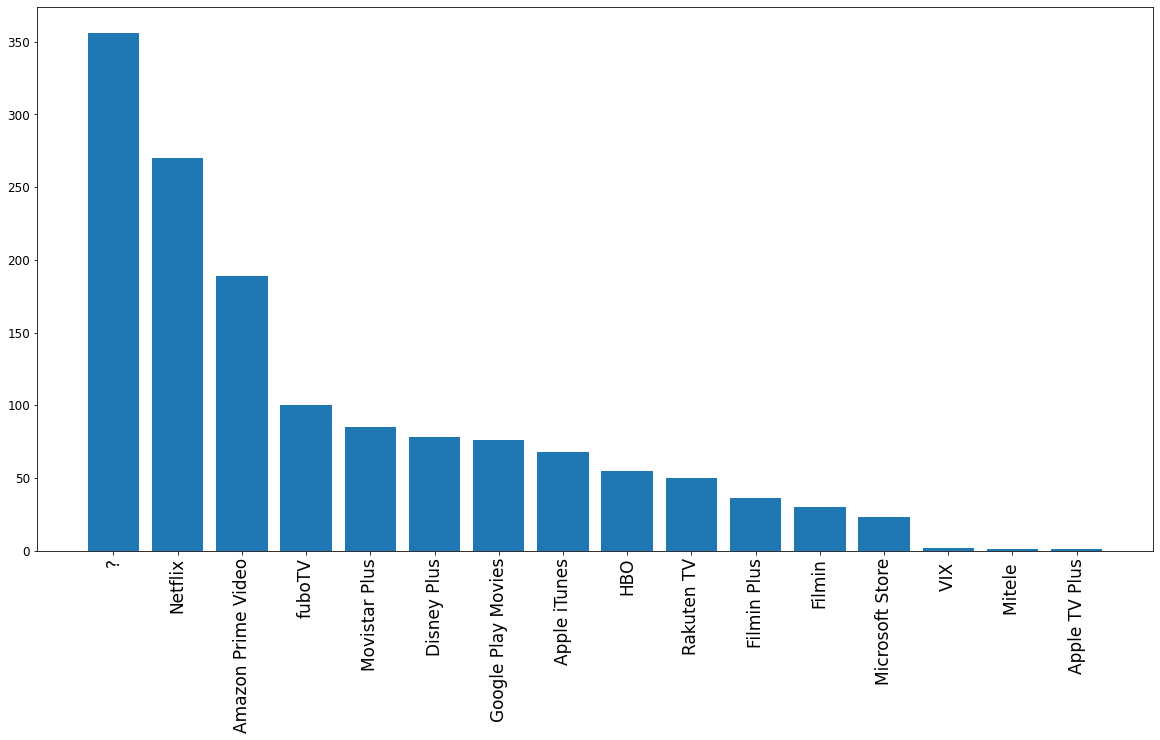 350
300
250
200
150
100
50
0
?
Netflix
Amazon Prime Video
fuboTV
Movistar Plus
Disney Plus
Google Play Movies
Apple iTunes
HBO
Rakuten TV
Filmin Plus
Filmin
Microsoft Store
VIX
Mitele
Apple TV Plus